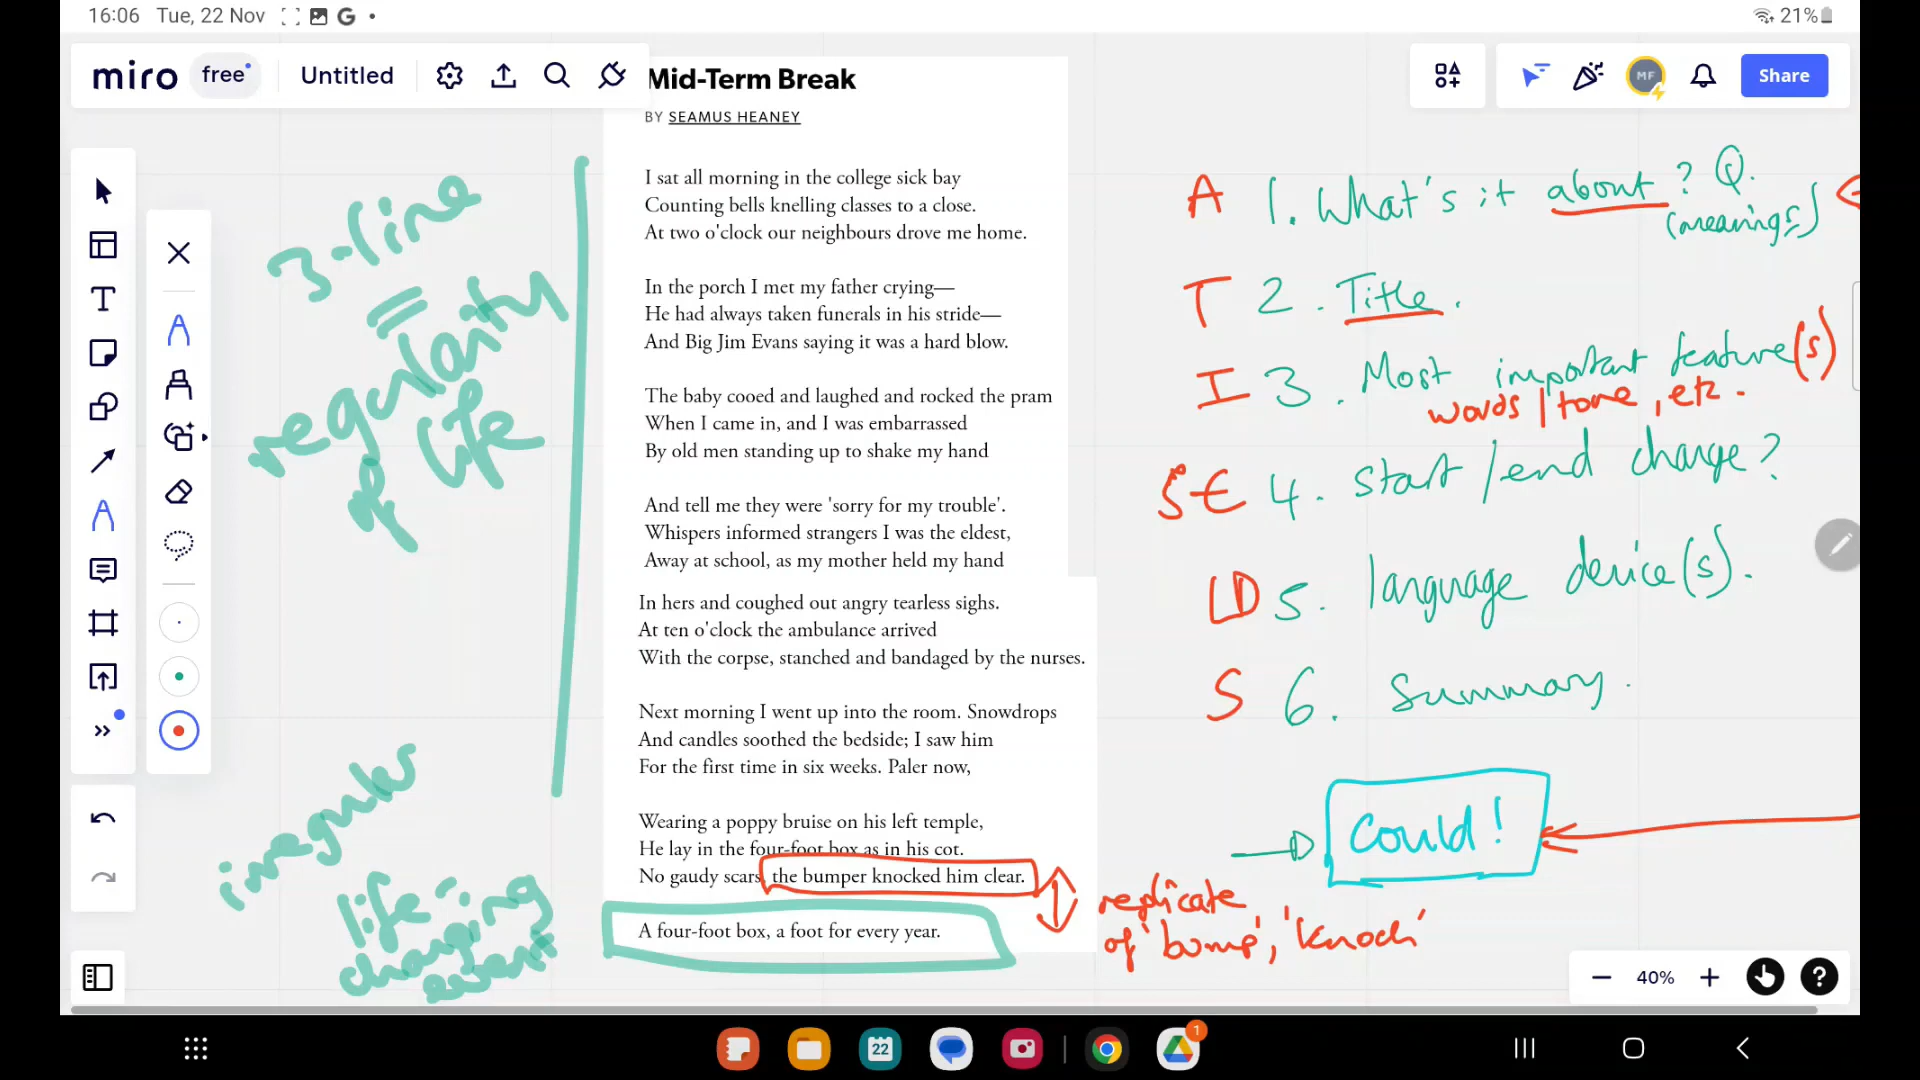 16:06 Tue, 22 Nov
21%
miro free Untitled
MF
Share
Mid-Term Break
BY SEAMUS HEANEY
I sat all morning in the college sick bay
Counting bells knelling classes to a close.
At two o'clock our neighbours drove me home.
In the porch I met my father crying—
He had always taken funerals in his stride—
And Big Jim Evans saying it was a hard blow.
The baby cooed and laughed and rocked the pram
When I came in, and I was embarrassed
By old men standing up to shake my hand
And tell me they were 'sorry for my trouble'.
Whispers informed strangers I was the eldest,
Away at school, as my mother held my hand
In hers and coughed out angry tearless sighs.
At ten o'clock the ambulance arrived
With the corpse, stanched and bandaged by the nurses.
Next morning I went up into the room. Snowdrops
And candles soothed the bedside; I saw him
For the first time in six weeks. Paler now,
Wearing a poppy bruise on his left temple,
He lay in the four-foot box as in his cot.
No gaudy scars, the bumper knocked him clear.
A four-foot box, a foot for every year.
3-line
=
regularity
of life
irregular
life-
changing
event
A 1. What's it about? Q.
(meanings)
T 2. Title.
I 3. Most important feature(s)
words / tone, etc.
SE 4. start / end change?
LD 5. language device(s).
S 6. Summary.
Could!
replicate
of 'bump', 'knock'
40%
22
1